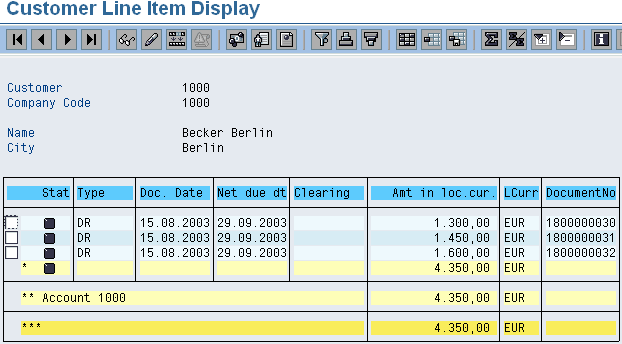 Customer Line Item Display
Customer 1000
Company Code 1000
Name Becker Berlin
City Berlin
Stat Type Doc. Date Net due dt Clearing Amt in loc.cur. LCurr DocumentNo
DR 15.08.2003 29.09.2003 1.300,00 EUR 1800000030
DR 15.08.2003 29.09.2003 1.450,00 EUR 1800000031
DR 15.08.2003 29.09.2003 1.600,00 EUR 1800000032
* 4.350,00 EUR
** Account 1000 4.350,00 EUR
*** 4.350,00 EUR